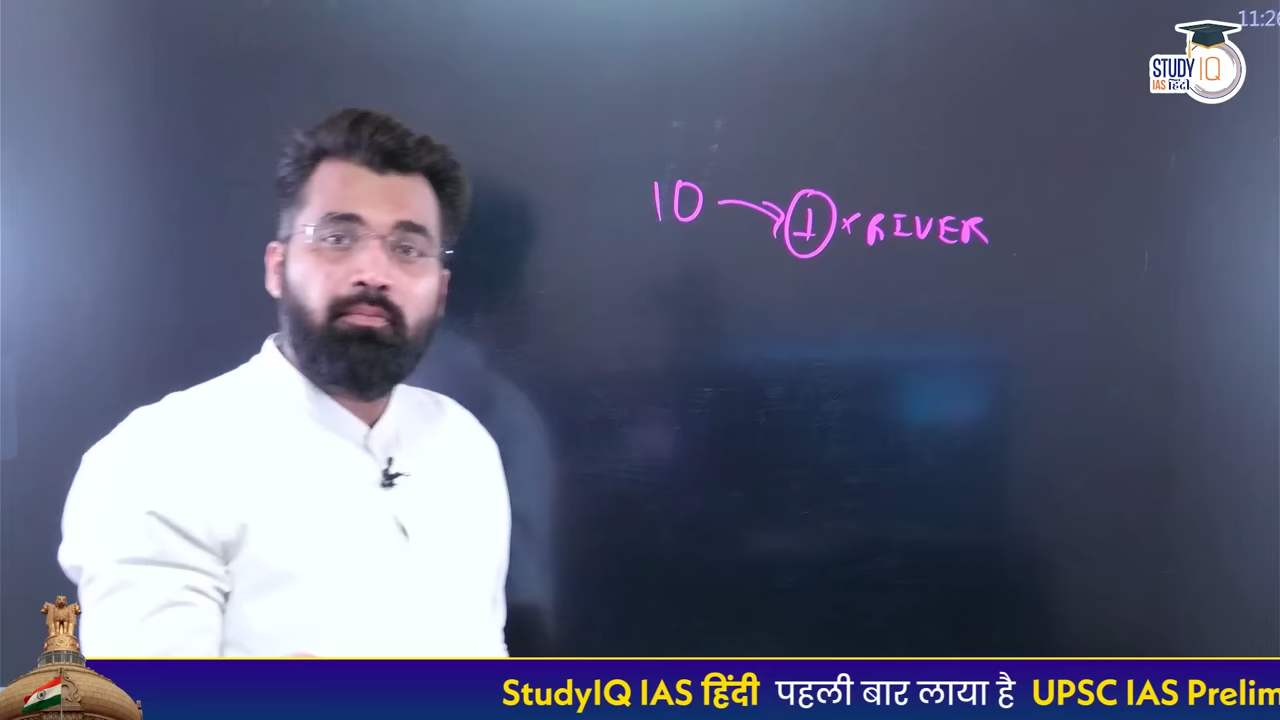 11:26
STUDY IQ
IAS हिंदी
10 → 1 × RIVER
StudyIQ IAS हिंदी पहली बार लाया है UPSC IAS Prelim